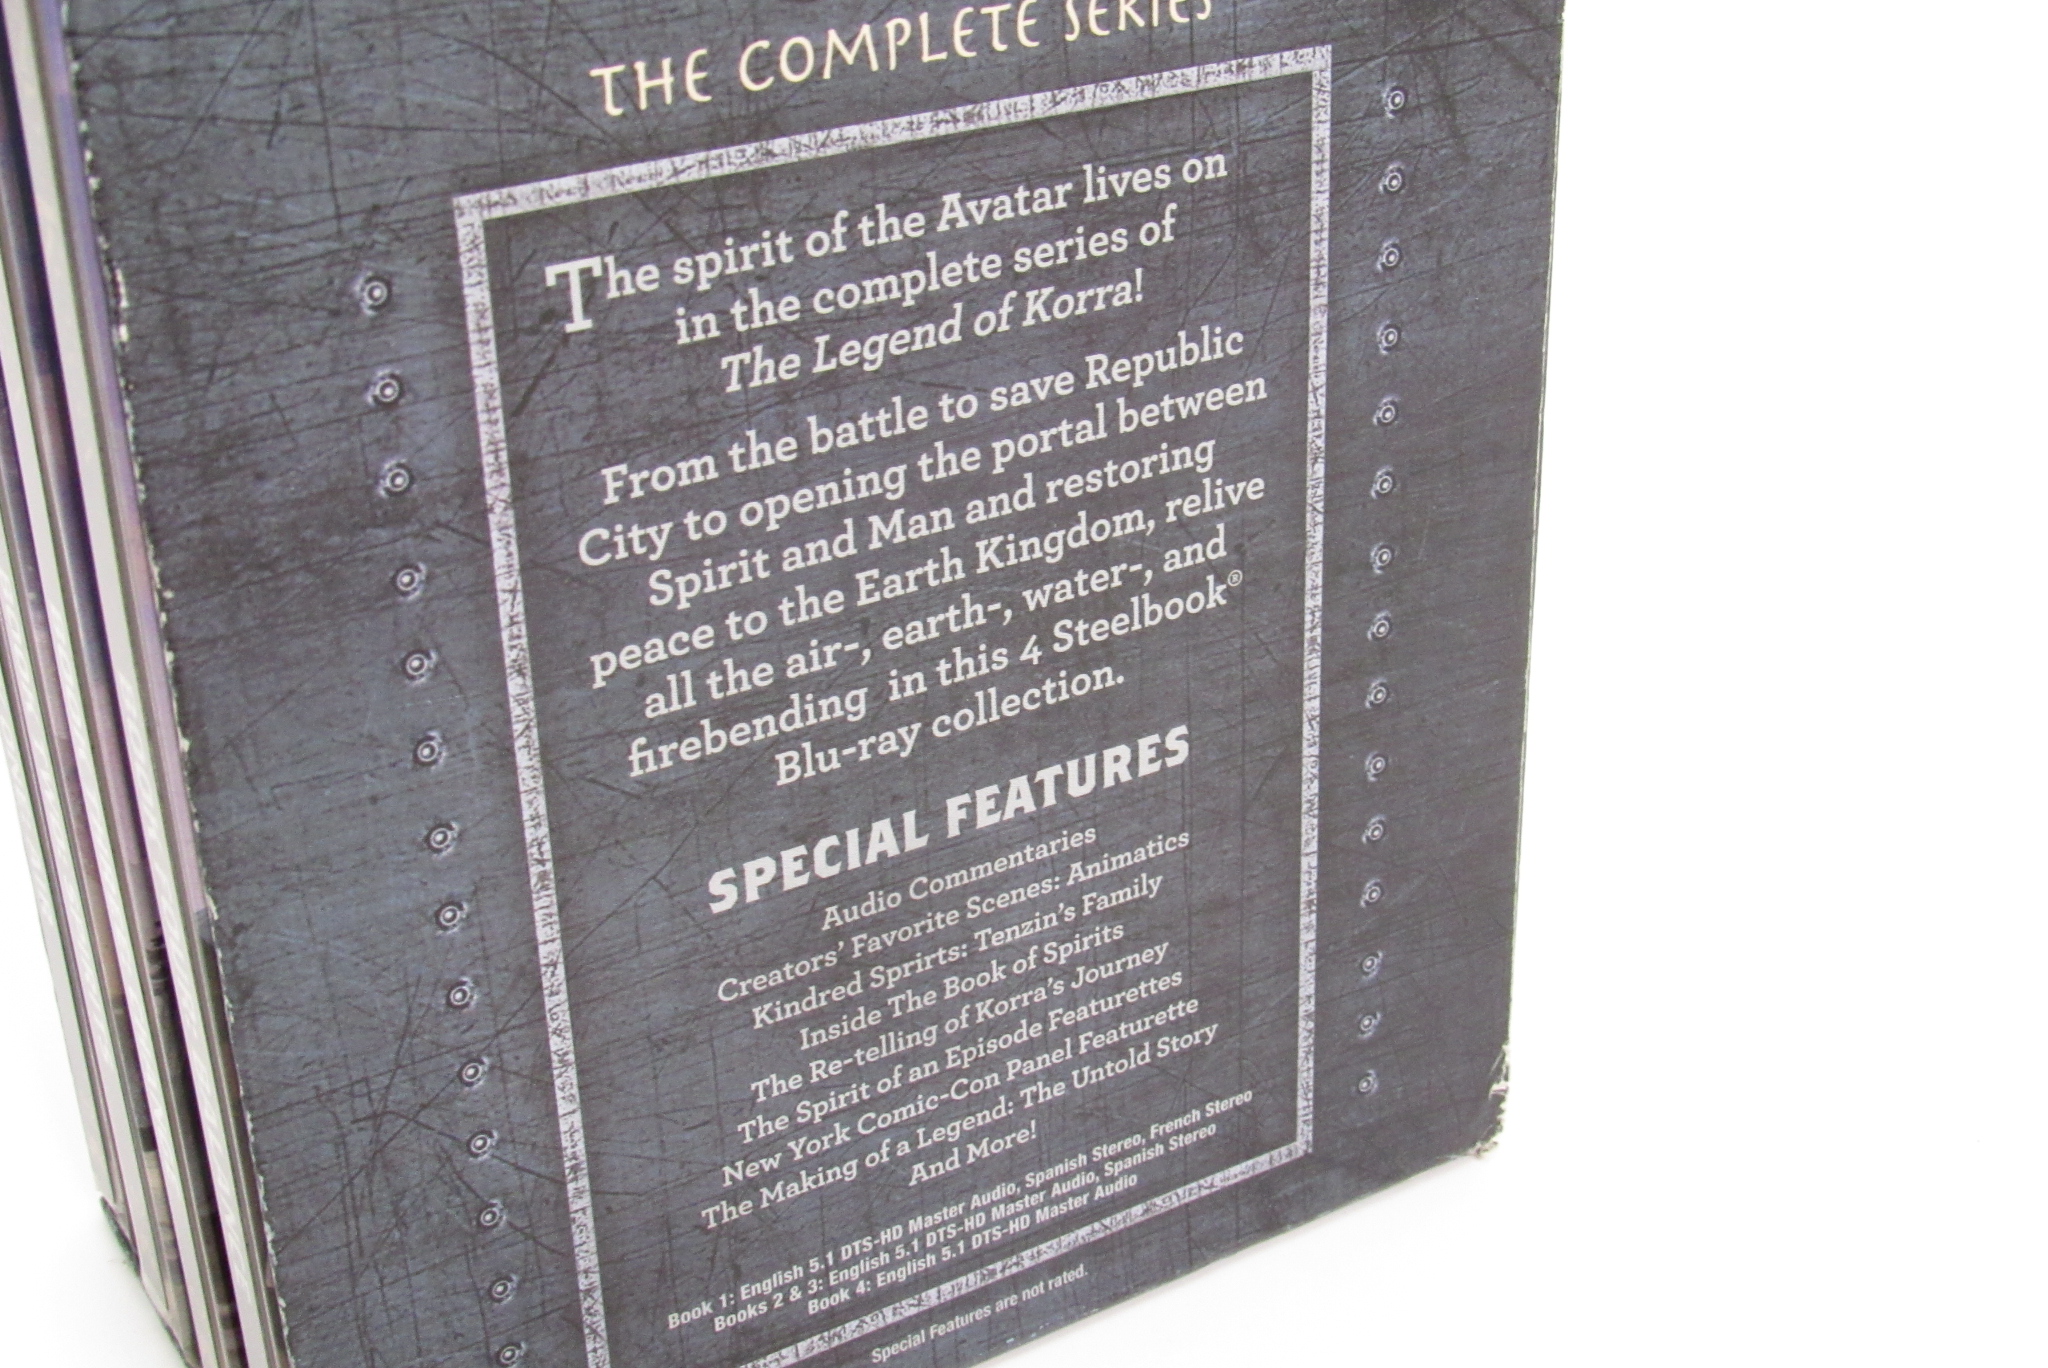 THE COMPLETE SERIES
The spirit of the Avatar lives on
in the complete series of
The Legend of Korra!
From the battle to save Republic
City to opening the portal between
Spirit and Man and restoring
peace to the Earth Kingdom, relive
all the air-, earth-, water-, and
firebending in this 4 Steelbook®
Blu-ray collection.
SPECIAL FEATURES
Audio Commentaries
Creators' Favorite Scenes: Animatics
Kindred Sprirts: Tenzin's Family
Inside The Book of Spirits
The Re-telling of Korra's Journey
The Spirit of an Episode Featurettes
New York Comic-Con Panel Featurette
The Making of a Legend: The Untold Story
And More!
Book 1: English 5.1 DTS-HD Master Audio, Spanish Stereo, French Stereo
Books 2 & 3: English 5.1 DTS-HD Master Audio, Spanish Stereo
Book 4: English 5.1 DTS-HD Master Audio
Special Features are not rated.